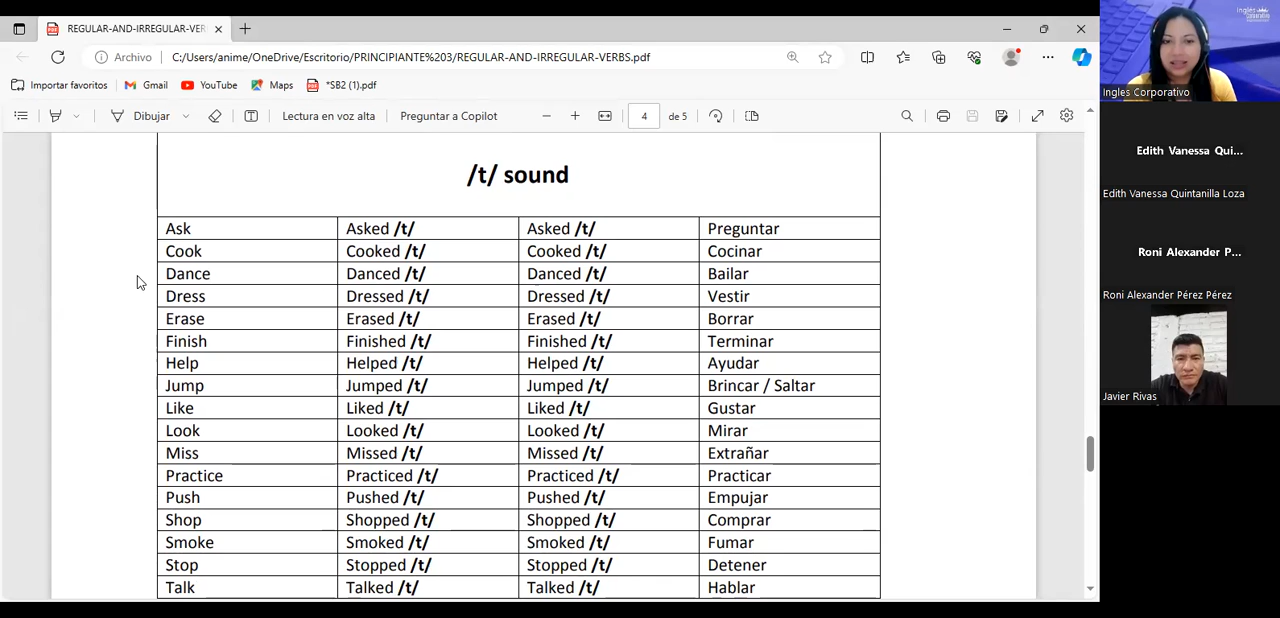 REGULAR-AND-IRREGULAR-VER
Archivo C:/Users/anime/OneDrive/Escritorio/PRINCIPIANTE%203/REGULAR-AND-IRREGULAR-VERBS.pdf
Importar favoritos Gmail YouTube Maps *SB2 (1).pdf
Dibujar Lectura en voz alta Preguntar a Copilot 4 de 5
/t/ sound
Ask Asked /t/ Asked /t/ Preguntar
Cook Cooked /t/ Cooked /t/ Cocinar
Dance Danced /t/ Danced /t/ Bailar
Dress Dressed /t/ Dressed /t/ Vestir
Erase Erased /t/ Erased /t/ Borrar
Finish Finished /t/ Finished /t/ Terminar
Help Helped /t/ Helped /t/ Ayudar
Jump Jumped /t/ Jumped /t/ Brincar / Saltar
Like Liked /t/ Liked /t/ Gustar
Look Looked /t/ Looked /t/ Mirar
Miss Missed /t/ Missed /t/ Extrañar
Practice Practiced /t/ Practiced /t/ Practicar
Push Pushed /t/ Pushed /t/ Empujar
Shop Shopped /t/ Shopped /t/ Comprar
Smoke Smoked /t/ Smoked /t/ Fumar
Stop Stopped /t/ Stopped /t/ Detener
Talk Talked /t/ Talked /t/ Hablar
Ingles Corporativo
Edith Vanessa Qui...
Edith Vanessa Quintanilla Loza
Roni Alexander P...
Roni Alexander Pérez Pérez
Javier Rivas